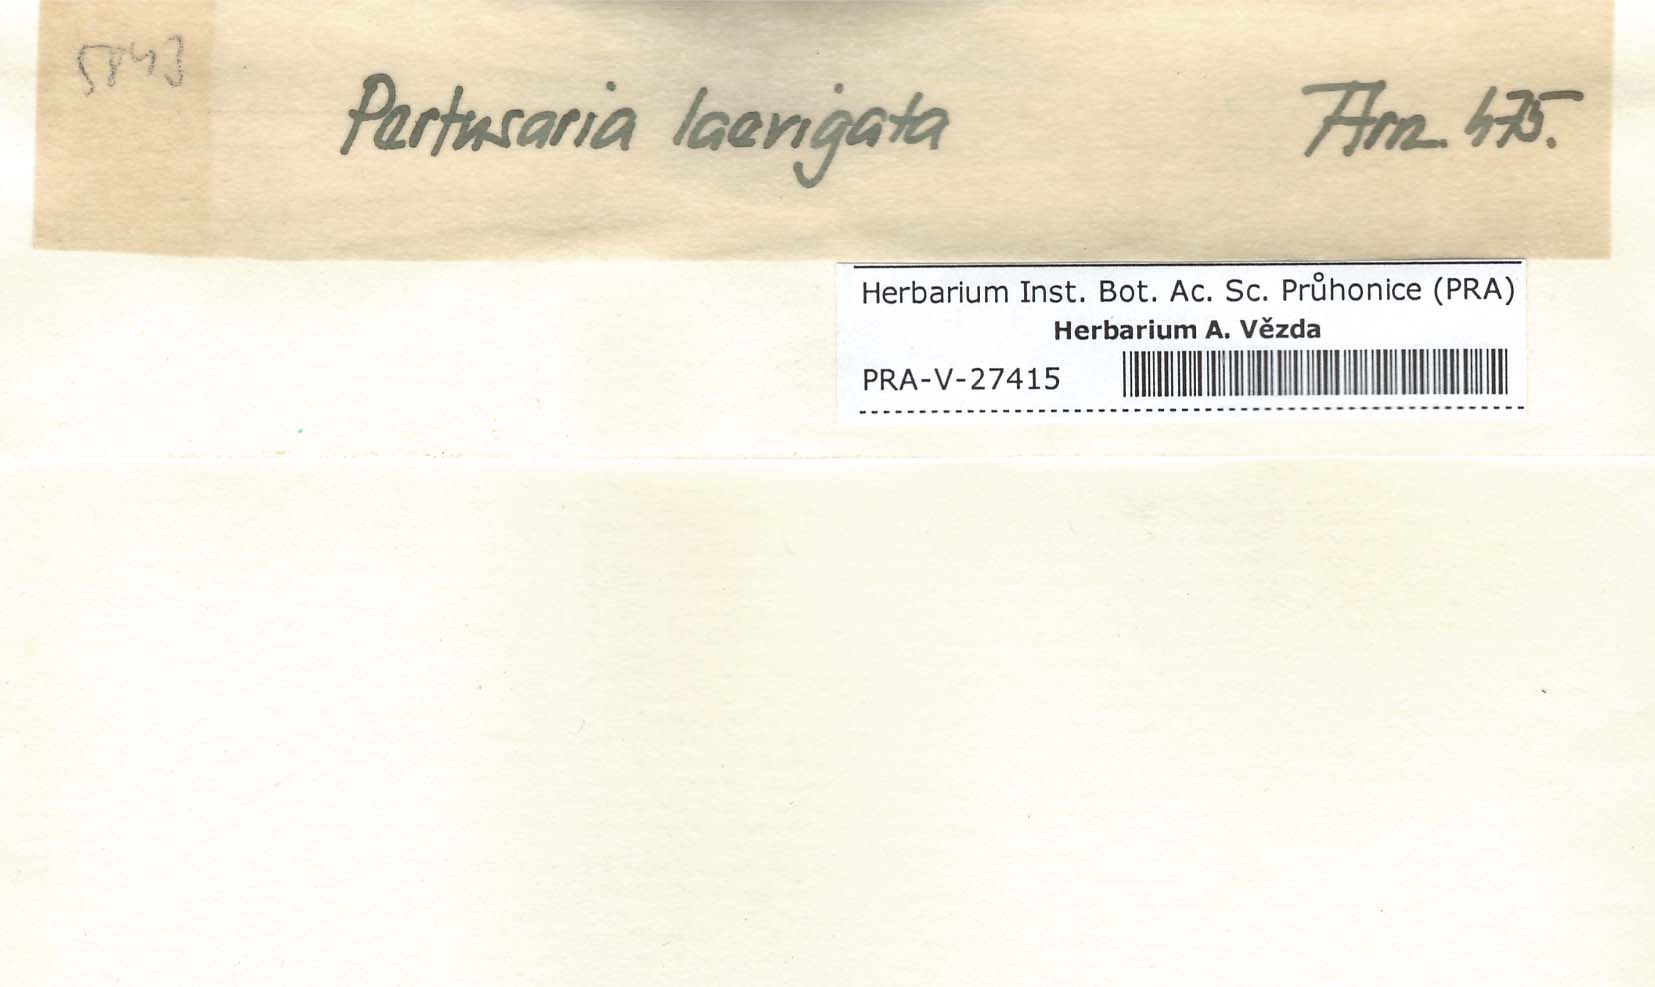 5843
Pertusaria laevigata
Arn. 475.
Herbarium Inst. Bot. Ac. Sc. Průhonice (PRA)
Herbarium A. Vězda
PRA-V-27415